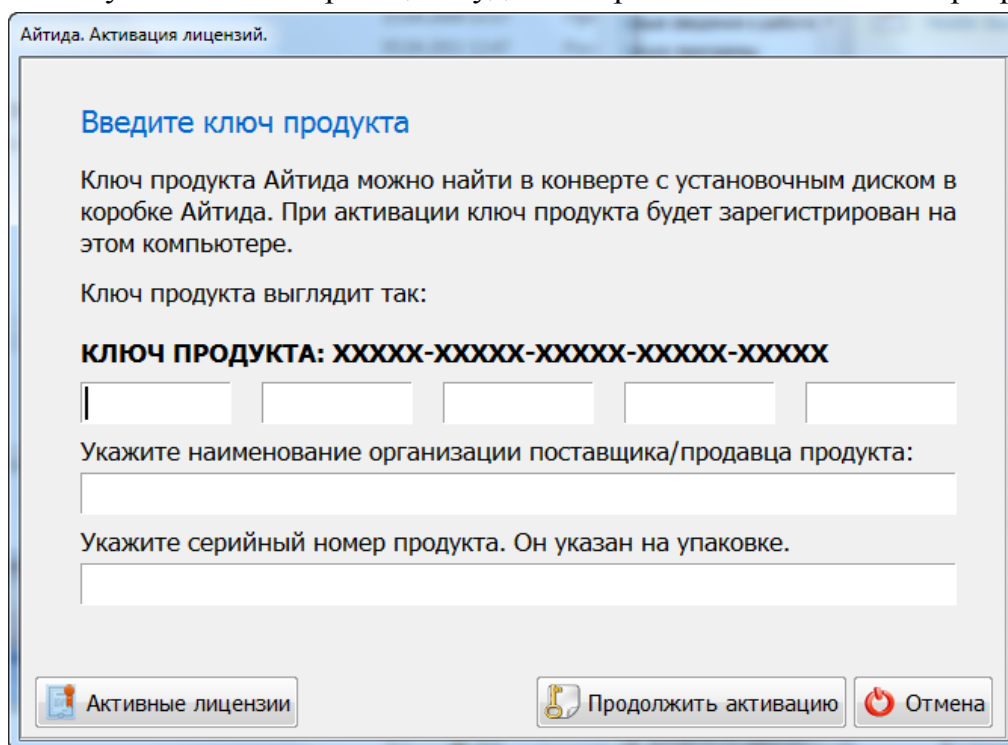 Айтида. Активация лицензий.
Введите ключ продукта
Ключ продукта Айтида можно найти в конверте с установочным диском в
коробке Айтида. При активации ключ продукта будет зарегистрирован на
этом компьютере.
Ключ продукта выглядит так:
КЛЮЧ ПРОДУКТА: XXXXX-XXXXX-XXXXX-XXXXX-XXXXX
Укажите наименование организации поставщика/продавца продукта:
Укажите серийный номер продукта. Он указан на упаковке.
Активные лицензии
Продолжить активацию
Отмена